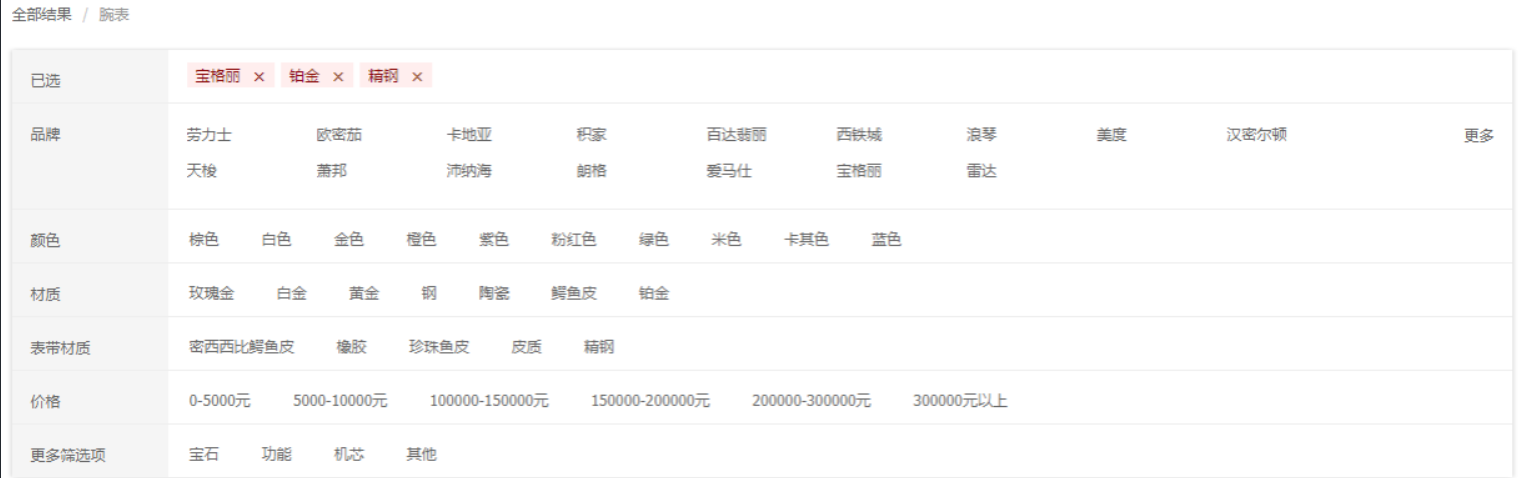 全部结果 / 腕表
已选 宝格丽 × 铂金 × 精钢 ×
品牌 劳力士 欧密茄 卡地亚 积家 百达翡丽 西铁城 浪琴 美度 汉密尔顿 更多
天梭 萧邦 沛纳海 朗格 爱马仕 宝格丽 雷达
颜色 棕色 白色 金色 橙色 紫色 粉红色 绿色 米色 卡其色 蓝色
材质 玫瑰金 白金 黄金 钢 陶瓷 鳄鱼皮 铂金
表带材质 密西西比鳄鱼皮 橡胶 珍珠鱼皮 皮质 精钢
价格 0-5000元 5000-10000元 100000-150000元 150000-200000元 200000-300000元 300000元以上
更多筛选项 宝石 功能 机芯 其他